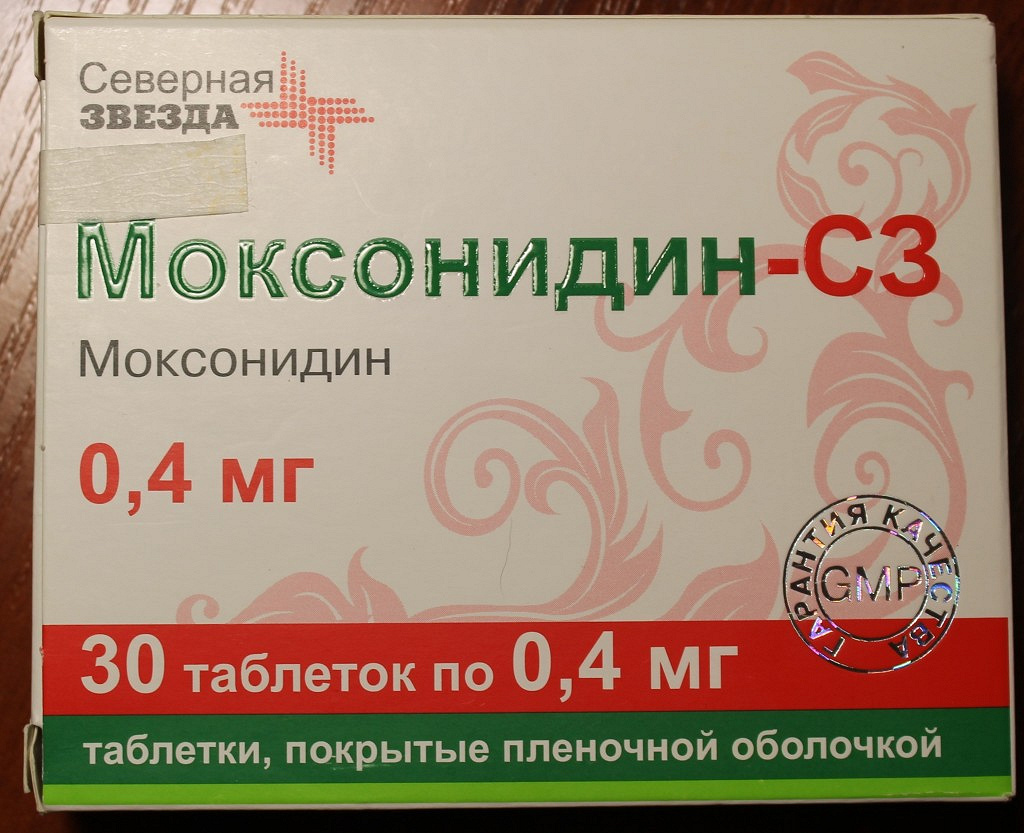 Северная
ЗВЕЗДА
Моксонидин-СЗ
Моксонидин
0,4 мг
ГАРАНТИЯ КАЧЕСТВА
GMP
30 таблеток по 0,4 мг
таблетки, покрытые пленочной оболочкой